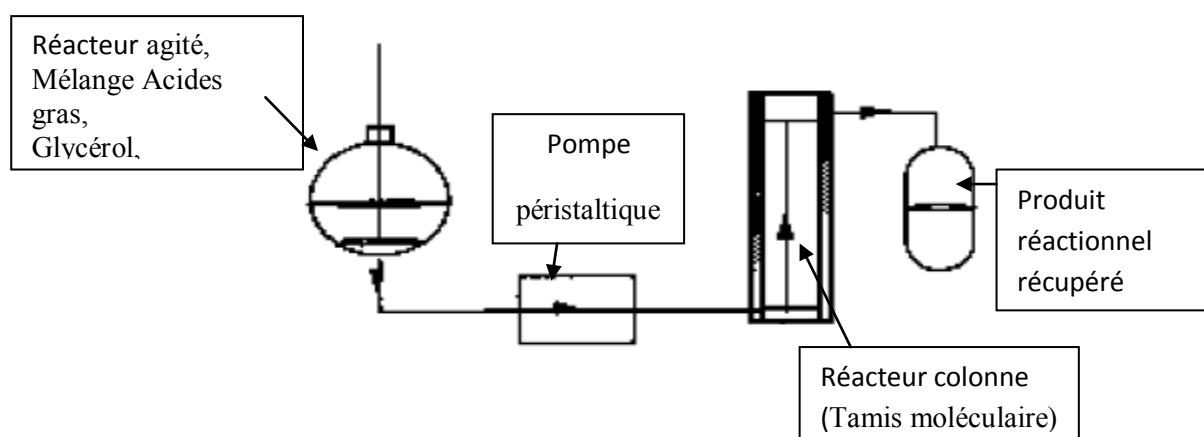 Réacteur agité,
Mélange Acides
gras,
Glycérol,
Pompe
péristaltique
Produit
réactionnel
récupéré
Réacteur colonne
(Tamis moléculaire)